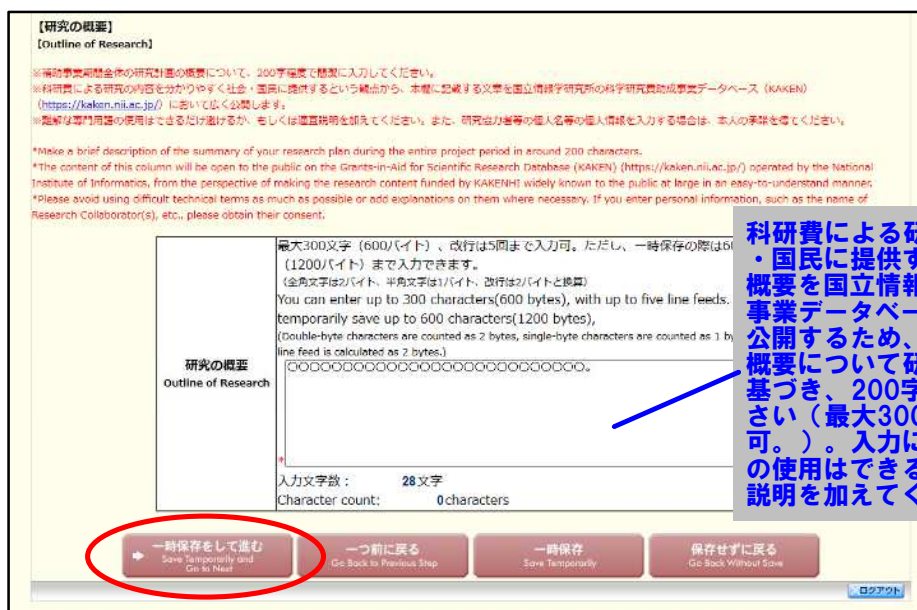 【研究の概要】
【Outline of Research】
※補助事業期間全体の研究計画の概要について、200字程度で簡潔に入力してください。
※科研費による研究の内容を分かりやすく社会・国民に提供するという観点から、本欄に記載する文章を国立情報学研究所の科学研究費助成事業データベース（KAKEN）
（https://kaken.nii.ac.jp/）において広く公開します。
※難解な専門用語の使用はできるだけ避けるか、もしくは適宜説明を加えてください。また、研究協力者等の個人名等の個人情報を入力する場合は、本人の承諾を得てください。
*Make a brief description of the summary of your research plan during the entire project period in around 200 characters.
*The content of this column will be open to the public on the Grants-in-Aid for Scientific Research Database (KAKEN) (https://kaken.nii.ac.jp/) operated by the National
Institute of Informatics, from the perspective of making the research content funded by KAKENHI widely known to the public at large in an easy-to-understand manner.
*Please avoid using difficult technical terms as much as possible or add explanations on them where necessary. If you enter personal information, such as the name of
Research Collaborator(s), etc., please obtain their consent.
最大300文字（600バイト）、改行は5回まで入力可。ただし、一時保存の際は6
（1200バイト）まで入力できます。
（全角文字は2バイト、半角文字は1バイト、改行は2バイトと換算）
You can enter up to 300 characters(600 bytes), with up to five line feeds.
temporarily save up to 600 characters(1200 bytes),
(Double-byte characters are counted as 2 bytes, single-byte characters are counted as 1 by
line feed is calculated as 2 bytes.)
研究の概要
Outline of Research
○○○○○○○○○○○○○○○○○○○○○○○○○○○。
*
入力文字数： 28文字
Character count: 0characters
科研費による研
・国民に提供す
概要を国立情報
事業データベー
公開するため、
概要について研
基づき、200字
さい（最大300
可。）。入力に
の使用はできる
説明を加えてく
一時保存をして進む
Save Temporarily and
Go to Next
一つ前に戻る
Go Back to Previous Step
一時保存
Save Temporarily
保存せずに戻る
Go Back Without Save
ログアウト